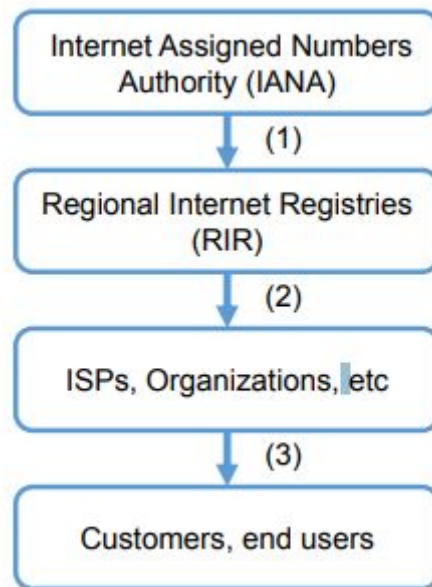 Internet Assigned Numbers
Authority (IANA)
(1)
Regional Internet Registries
(RIR)
(2)
ISPs, Organizations, etc
(3)
Customers, end users